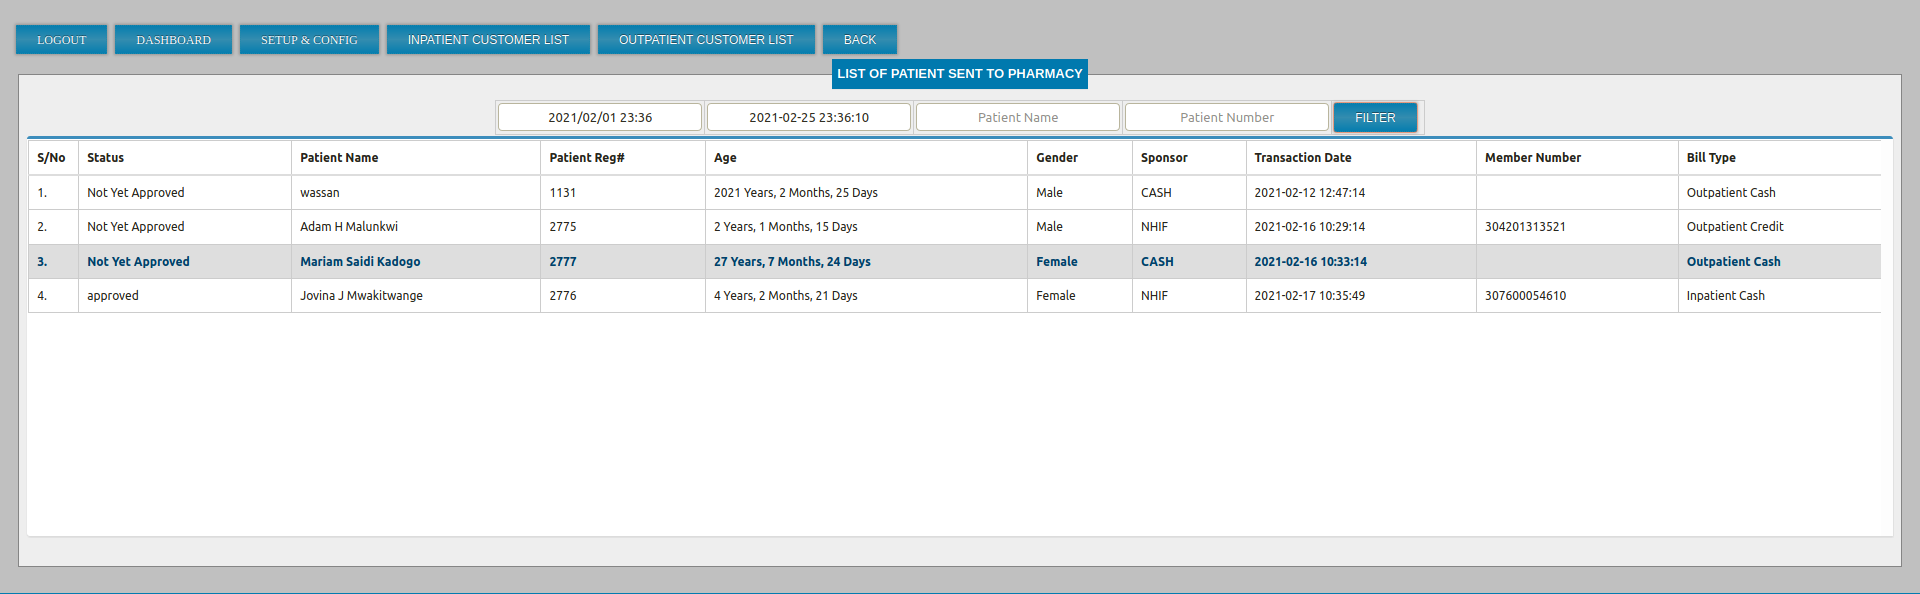 LOGOUT DASHBOARD SETUP & CONFIG INPATIENT CUSTOMER LIST OUTPATIENT CUSTOMER LIST BACK
LIST OF PATIENT SENT TO PHARMACY
2021/02/01 23:36 2021-02-25 23:36:10 Patient Name Patient Number FILTER
S/No Status Patient Name Patient Reg# Age Gender Sponsor Transaction Date Member Number Bill Type
1. Not Yet Approved wassan 1131 2021 Years, 2 Months, 25 Days Male CASH 2021-02-12 12:47:14 Outpatient Cash
2. Not Yet Approved Adam H Malunkwi 2775 2 Years, 1 Months, 15 Days Male NHIF 2021-02-16 10:29:14 304201313521 Outpatient Credit
3. Not Yet Approved Mariam Saidi Kadogo 2777 27 Years, 7 Months, 24 Days Female CASH 2021-02-16 10:33:14 Outpatient Cash
4. approved Jovina J Mwakitwange 2776 4 Years, 2 Months, 21 Days Female NHIF 2021-02-17 10:35:49 307600054610 Inpatient Cash